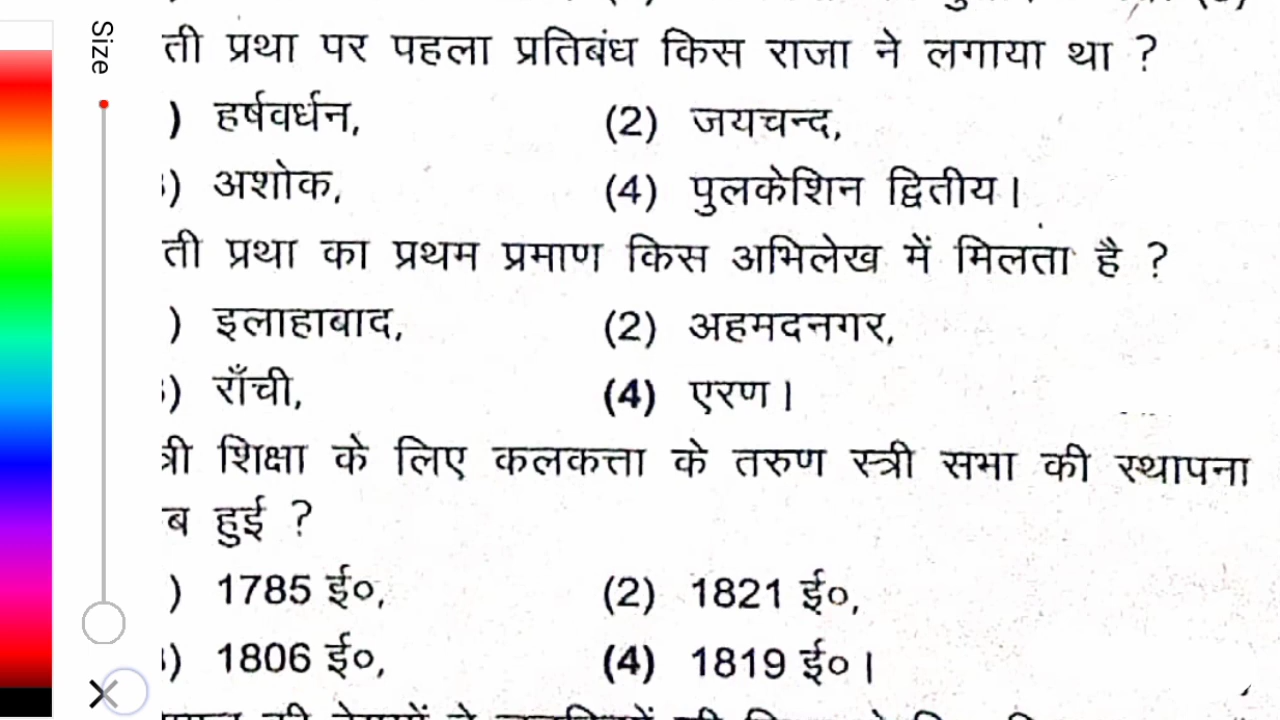 Size
ती प्रथा पर पहला प्रतिबंध किस राजा ने लगाया था ?
) हर्षवर्धन, (2) जयचन्द,
) अशोक, (4) पुलकेशिन द्वितीय।
ती प्रथा का प्रथम प्रमाण किस अभिलेख में मिलता है ?
) इलाहाबाद, (2) अहमदनगर,
) राँची, (4) एरण।
त्री शिक्षा के लिए कलकत्ता के तरुण स्त्री सभा की स्थापना
ब हुई ?
) 1785 ई०, (2) 1821 ई०,
) 1806 ई०, (4) 1819 ई०।